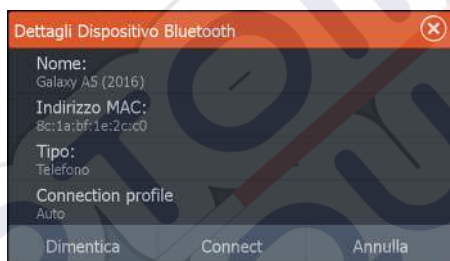 Dettagli Dispositivo Bluetooth
Nome:
Galaxy A5 (2016)
Indirizzo MAC:
8c:1a:bf:1e:2c:c0
Tipo:
Telefono
Connection profile
Auto
Dimentica Connect Annulla